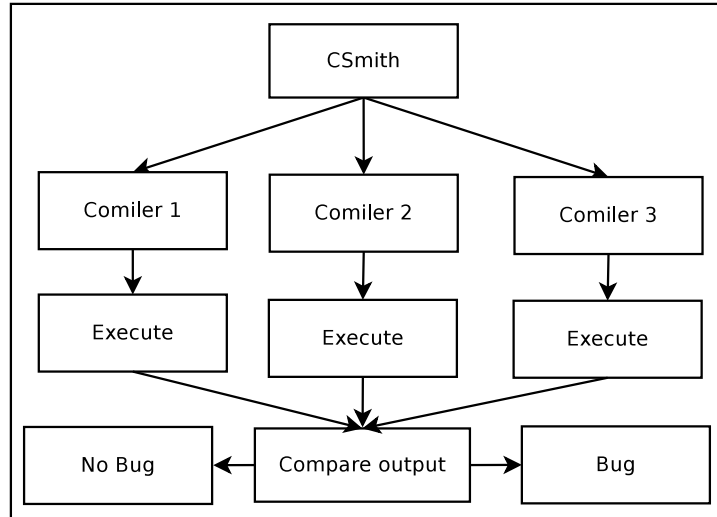 CSmith
Comiler 1
Comiler 2
Comiler 3
Execute
Execute
Execute
No Bug
Compare output
Bug